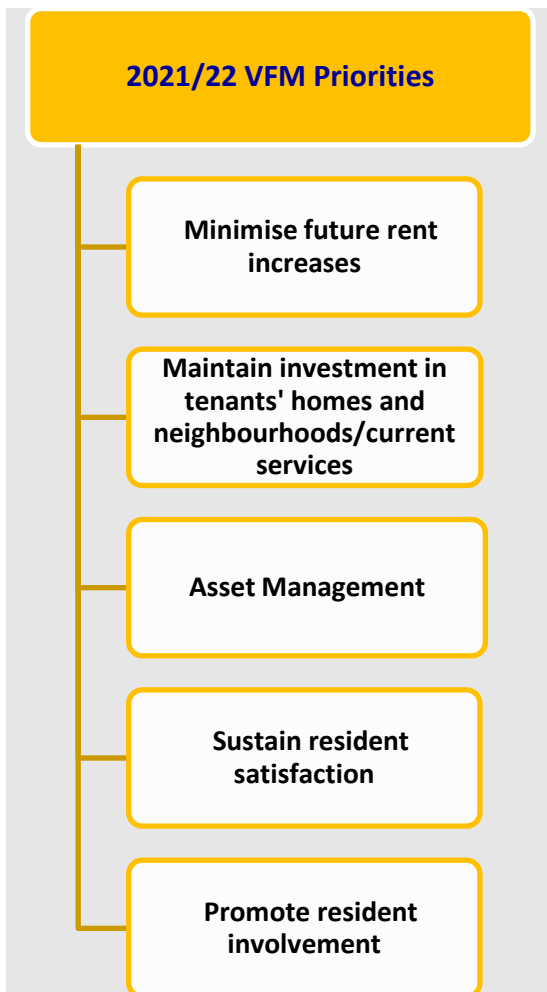 2021/22 VFM Priorities
Minimise future rent
increases
Maintain investment in
tenants' homes and
neighbourhoods/current
services
Asset Management
Sustain resident
satisfaction
Promote resident
involvement